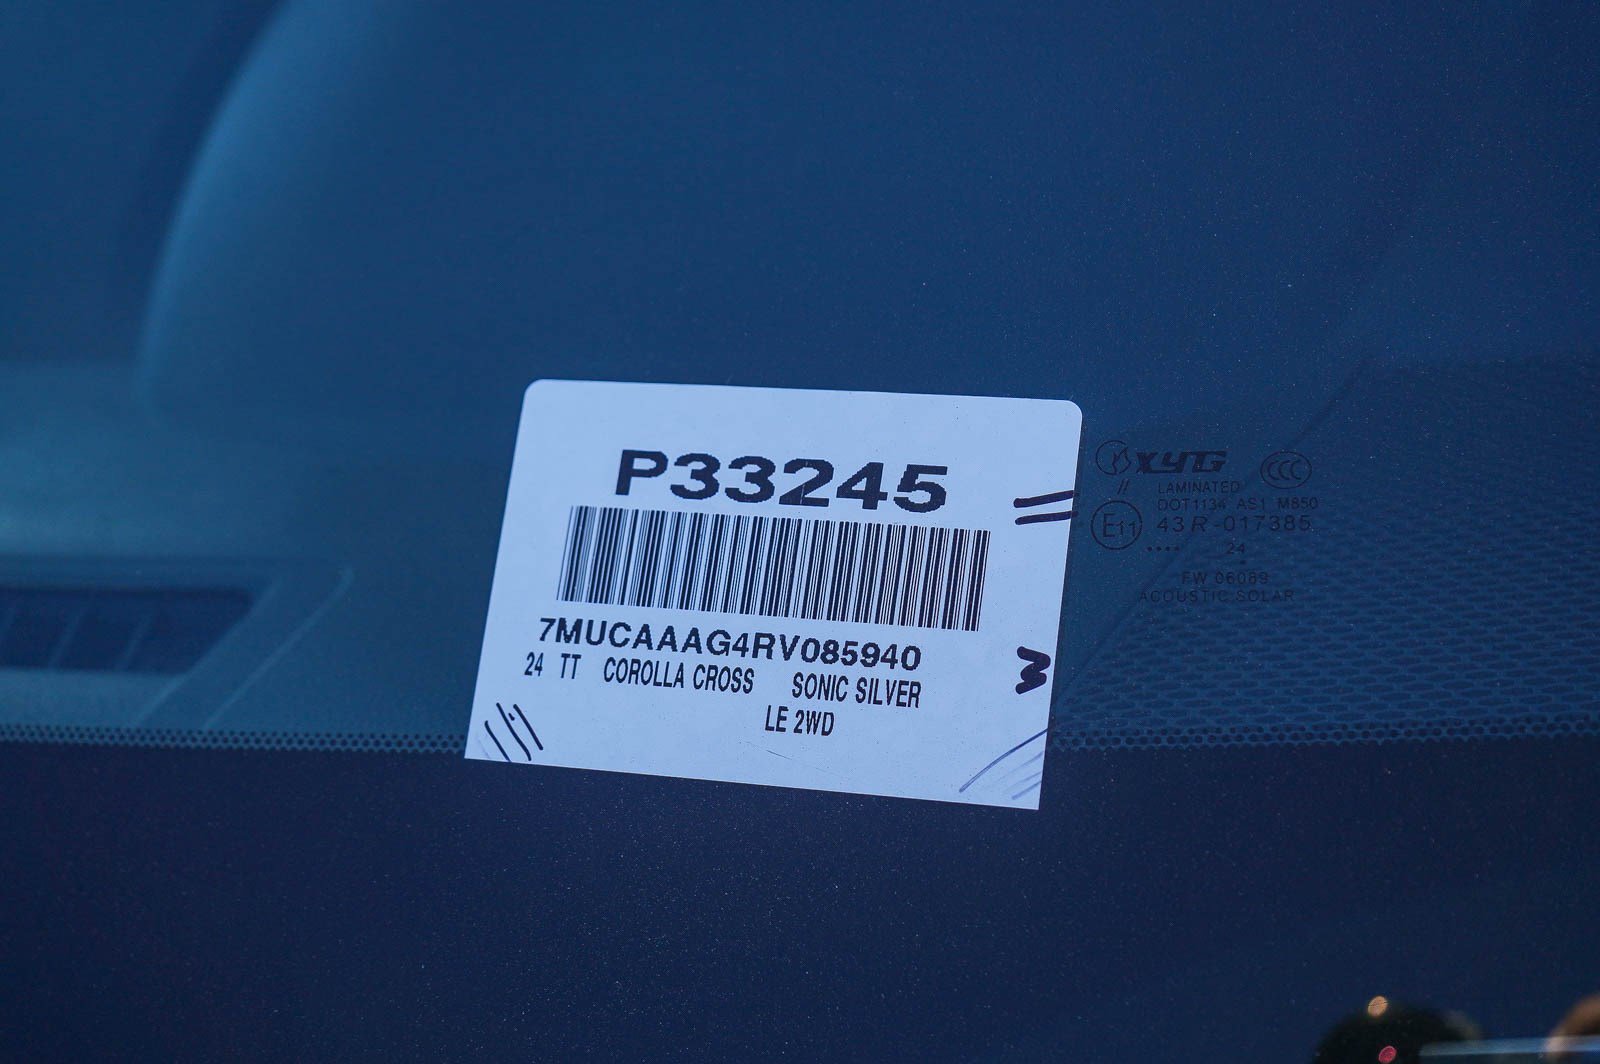 P33245
7MUCAAAG4RV085940
24 TT COROLLA CROSS SONIC SILVER
LE 2WD
XYG
CCC
//
LAMINATED
DOT1134 AS1 M850
E11 43R-017385
.... 24
FW 06089
ACOUSTIC SOLAR